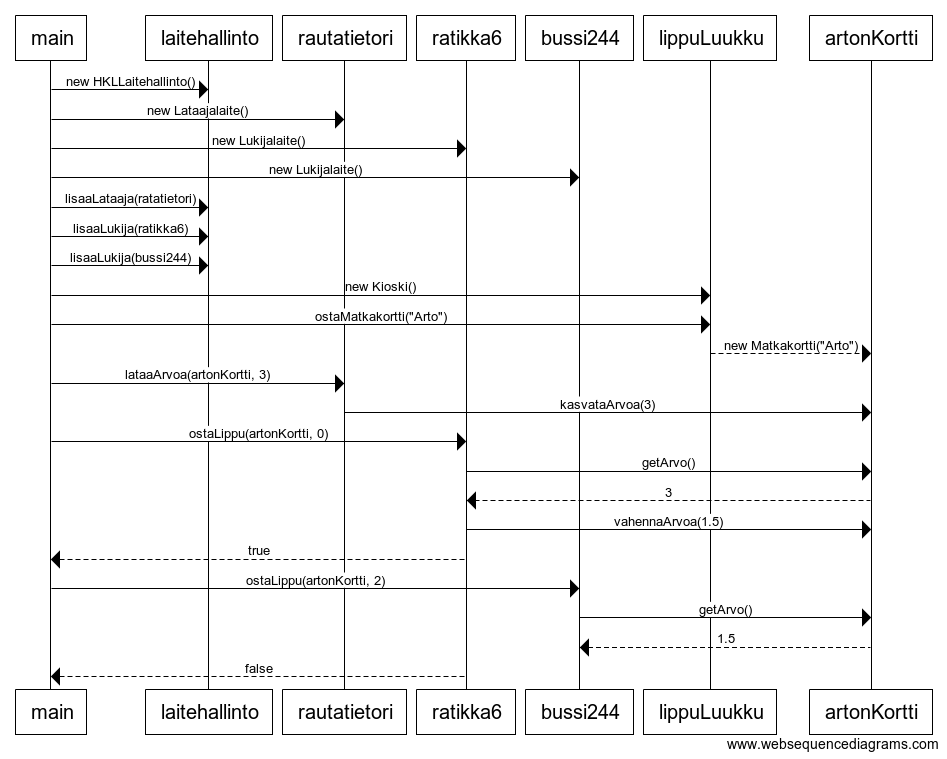 main laitehallinto rautatietori ratikka6 bussi244 lippuLuukku artonKortti
new HKLLaitehallinto()
new Lataajalaite()
new Lukijalaite()
new Lukijalaite()
lisaaLataaja(ratatietori)
lisaaLukija(ratikka6)
lisaaLukija(bussi244)
new Kioski()
ostaMatkakortti("Arto")
new Matkakortti("Arto")
lataaArvoa(artonKortti, 3)
kasvataArvoa(3)
ostaLippu(artonKortti, 0)
getArvo()
3
vahennaArvoa(1.5)
true
ostaLippu(artonKortti, 2)
getArvo()
1.5
false
main laitehallinto rautatietori ratikka6 bussi244 lippuLuukku artonKortti
www.websequencediagrams.com